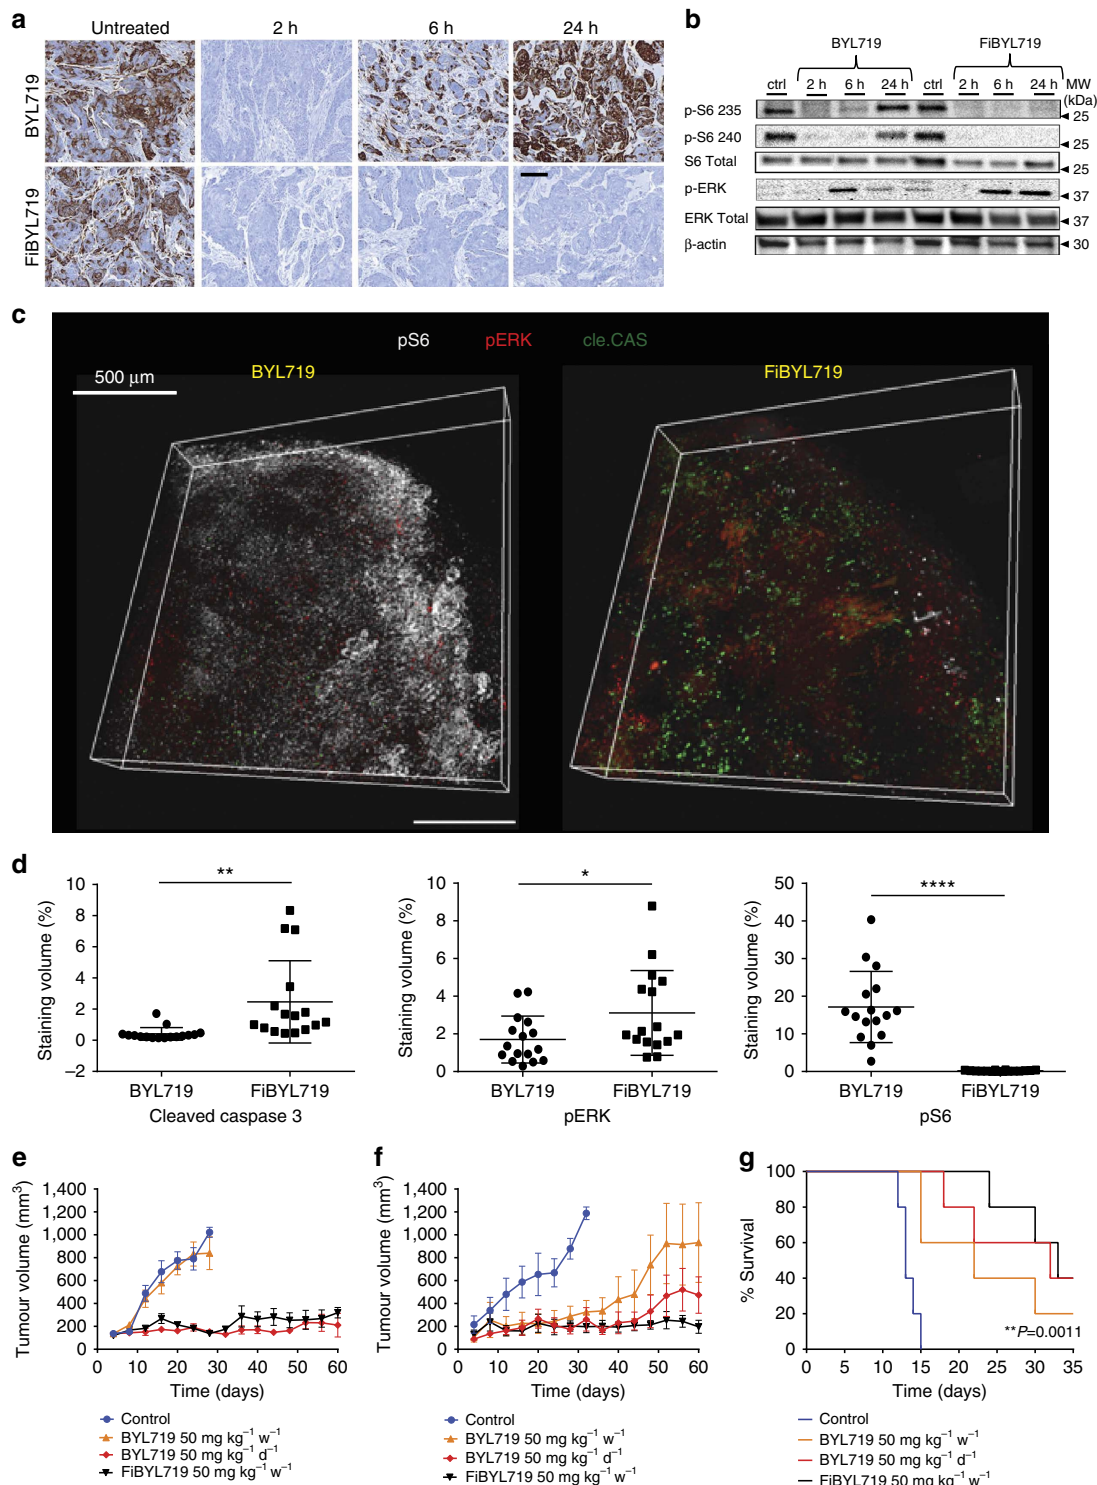 a
Untreated 2 h 6 h 24 h
BYL719
FiBYL719
b
BYL719 FiBYL719
ctrl 2 h 6 h 24 h ctrl 2 h 6 h 24 h MW (kDa)
p-S6 235 25
p-S6 240 25
S6 Total 25
p-ERK 37
ERK Total 37
β-actin 30
c
pS6 pERK cle.CAS
500 µm
BYL719 FiBYL719
d
Staining volume (%)
10
8
6
4
2
0
−2
**
BYL719 FiBYL719
Cleaved caspase 3
Staining volume (%)
10
8
6
4
2
0
*
BYL719 FiBYL719
pERK
Staining volume (%)
50
40
30
20
10
0
****
BYL719 FiBYL719
pS6
e
Tumour volume (mm³)
1,400
1,200
1,000
800
600
400
200
0
0 10 20 30 40 50 60
Time (days)
Control
BYL719 50 mg kg⁻¹ w⁻¹
BYL719 50 mg kg⁻¹ d⁻¹
FiBYL719 50 mg kg⁻¹ w⁻¹
f
Tumour volume (mm³)
1,400
1,200
1,000
800
600
400
200
0
0 10 20 30 40 50 60
Time (days)
Control
BYL719 50 mg kg⁻¹ w⁻¹
BYL719 50 mg kg⁻¹ d⁻¹
FiBYL719 50 mg kg⁻¹ w⁻¹
g
% Survival
100
80
60
40
20
0
**P=0.0011
0 5 10 15 20 25 30 35
Time (days)
Control
BYL719 50 mg kg⁻¹ w⁻¹
BYL719 50 mg kg⁻¹ d⁻¹
FiBYL719 50 mg kg⁻¹ w⁻¹